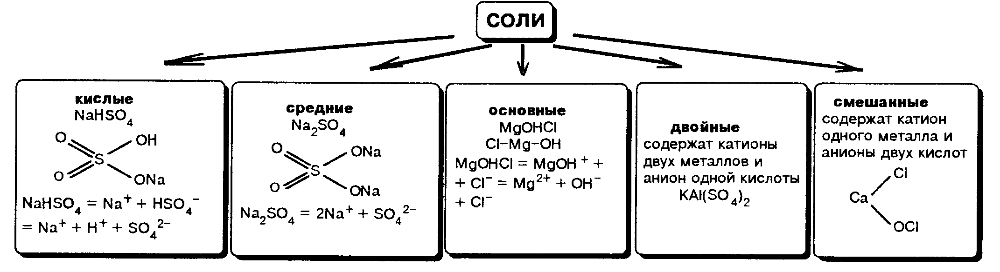 СОЛИ
кислые
NaHSO₄
O
OH
S
O
ONa
NaHSO₄ = Na⁺ + HSO₄⁻
= Na⁺ + H⁺ + SO₄²⁻
средние
Na₂SO₄
O
ONa
S
O
ONa
Na₂SO₄ = 2Na⁺ + SO₄²⁻
основные
MgOHCl
Cl–Mg–OH
MgOHCl = MgOH⁺ +
+ Cl⁻ = Mg²⁺ + OH⁻
+ Cl⁻
двойные
содержат катионы
двух металлов и
анион одной кислоты
KAl(SO₄)₂
смешанные
содержат катион
одного металла и
анионы двух кислот
Cl
Ca
OCl